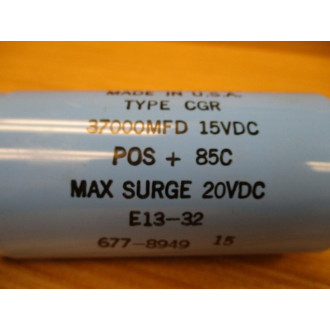 MADE IN U.S.A.
TYPE CGR
37000MFD 15VDC
POS + 85C
MAX SURGE 20VDC
E13-32
677-8949 15